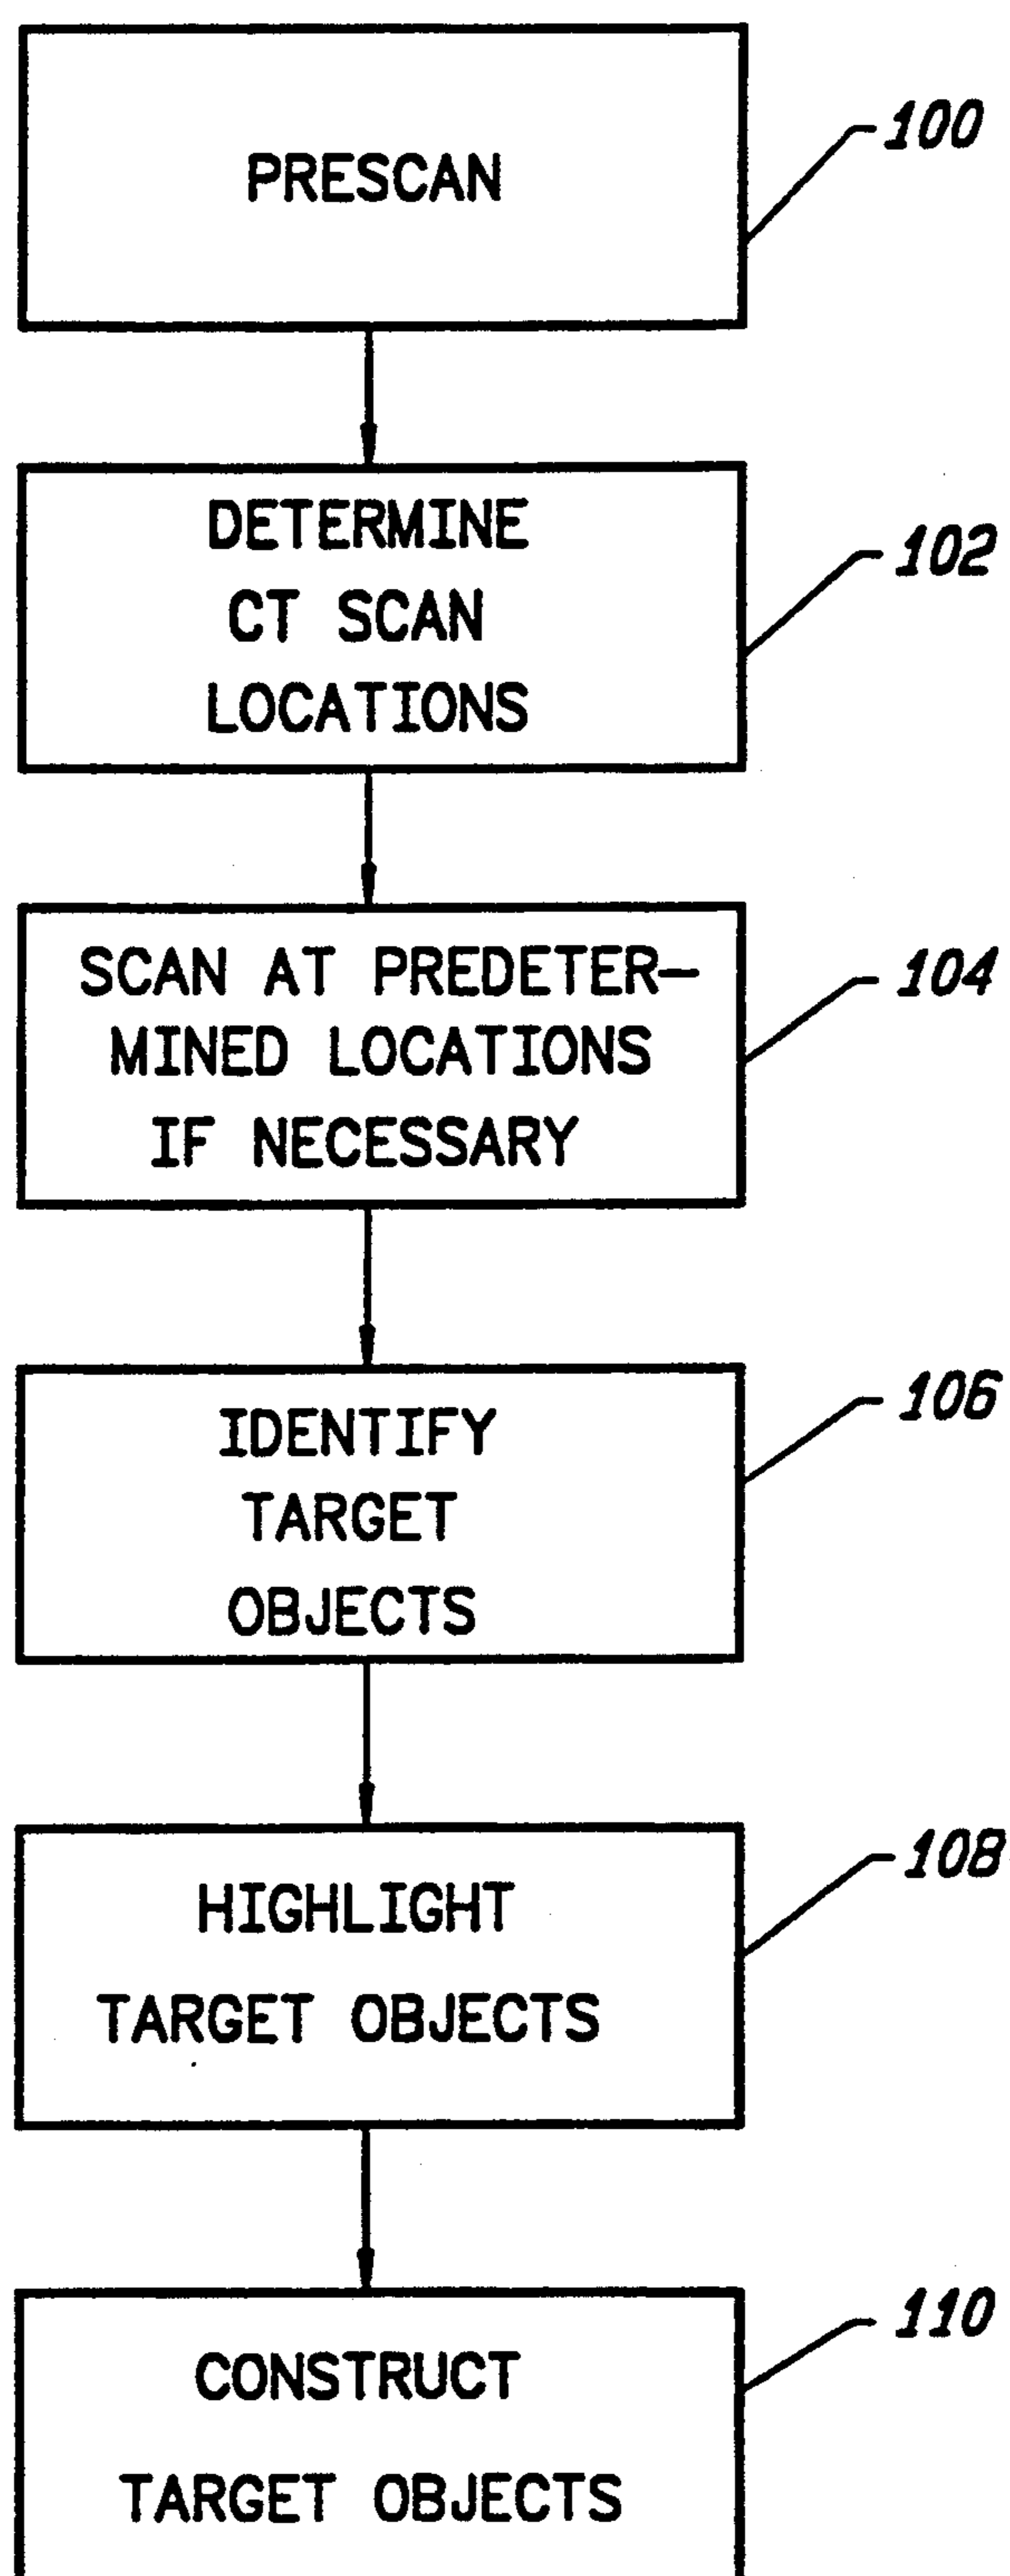 PRESCAN
100
DETERMINE
CT SCAN
LOCATIONS
102
SCAN AT PREDETER-
MINED LOCATIONS
IF NECESSARY
104
IDENTIFY
TARGET
OBJECTS
106
HIGHLIGHT
TARGET OBJECTS
108
CONSTRUCT
TARGET OBJECTS
110